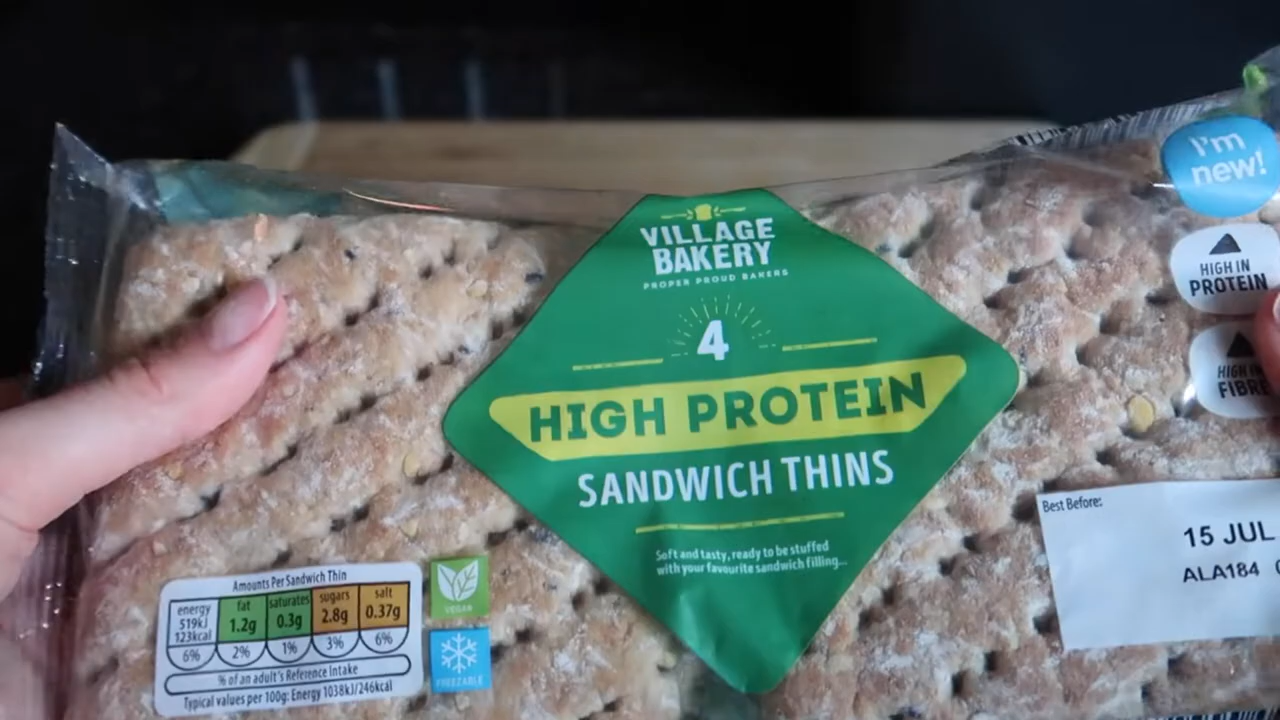 VILLAGE
BAKERY
PROPER PROUD BAKERS
4
HIGH PROTEIN
SANDWICH THINS
Soft and tasty, ready to be stuffed
with your favourite sandwich filling...
I'm
new!
HIGH IN
PROTEIN
HIGH IN
FIBRE
Best Before:
15 JUL
ALA184
Amounts Per Sandwich Thin
energy fat saturates sugars salt
519kJ 1.2g 0.3g 2.8g 0.37g
123kcal
6% 2% 1% 3% 6%
% of an adult's Reference Intake
Typical values per 100g: Energy 1038kJ/246kcal
VEGAN
FREEZABLE